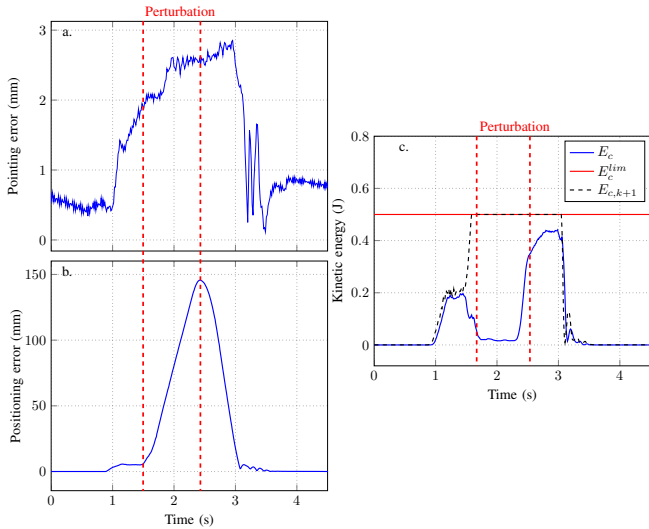 Perturbation
a.
3
2
1
0
Pointing error (mm)
b.
150
100
50
0
Positioning error (mm)
0
1
2
3
4
Time (s)
Perturbation
c.
E_c
E_c^{lim}
E_{c,k+1}
0.8
0.6
0.4
0.2
0
Kinetic energy (J)
0
1
2
3
4
Time (s)